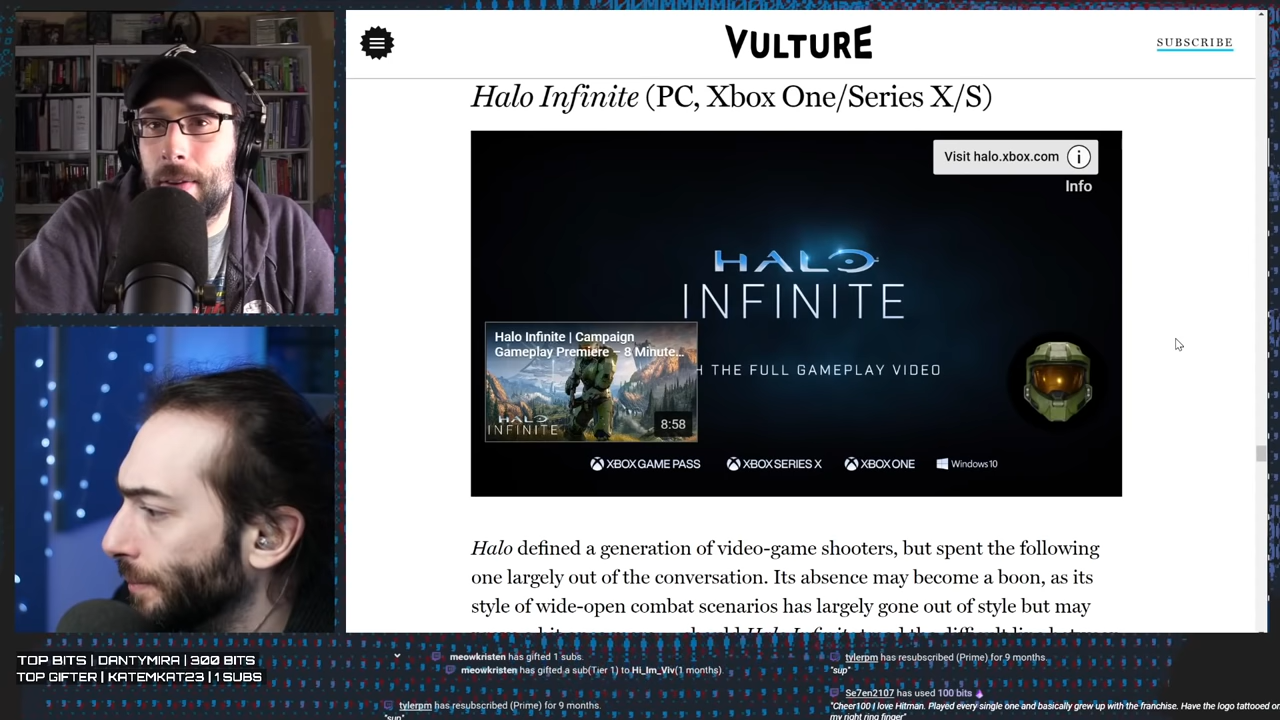 VULTURE
SUBSCRIBE
Halo Infinite (PC, Xbox One/Series X/S)
Visit halo.xbox.com
Info
HALO
INFINITE
Halo Infinite | Campaign
Gameplay Premiere – 8 Minute...
HALO
INFINITE
8:58
THE FULL GAMEPLAY VIDEO
XBOX GAME PASS
XBOX SERIES X
XBOX ONE
Windows 10
Halo defined a generation of video-game shooters, but spent the following
one largely out of the conversation. Its absence may become a boon, as its
style of wide-open combat scenarios has largely gone out of style but may
TOP BITS | DANTYMIRA | 300 BITS
TOP GIFTER | KATEMKAT23 | 1 SUBS
meowkristen has gifted 1 subs.
meowkristen has gifted a sub(Tier 1) to Hi_Im_Viv(1 months).
tylerpm has resubscribed (Prime) for 9 months.
"sup"
tylerpm has resubscribed (Prime) for 9 months.
"sup"
Se7en2107 has used 100 bits
"Cheer100 I love Hitman. Played every single one and basically grew up with the franchise. Have the logo tattooed on
my right ring finger"